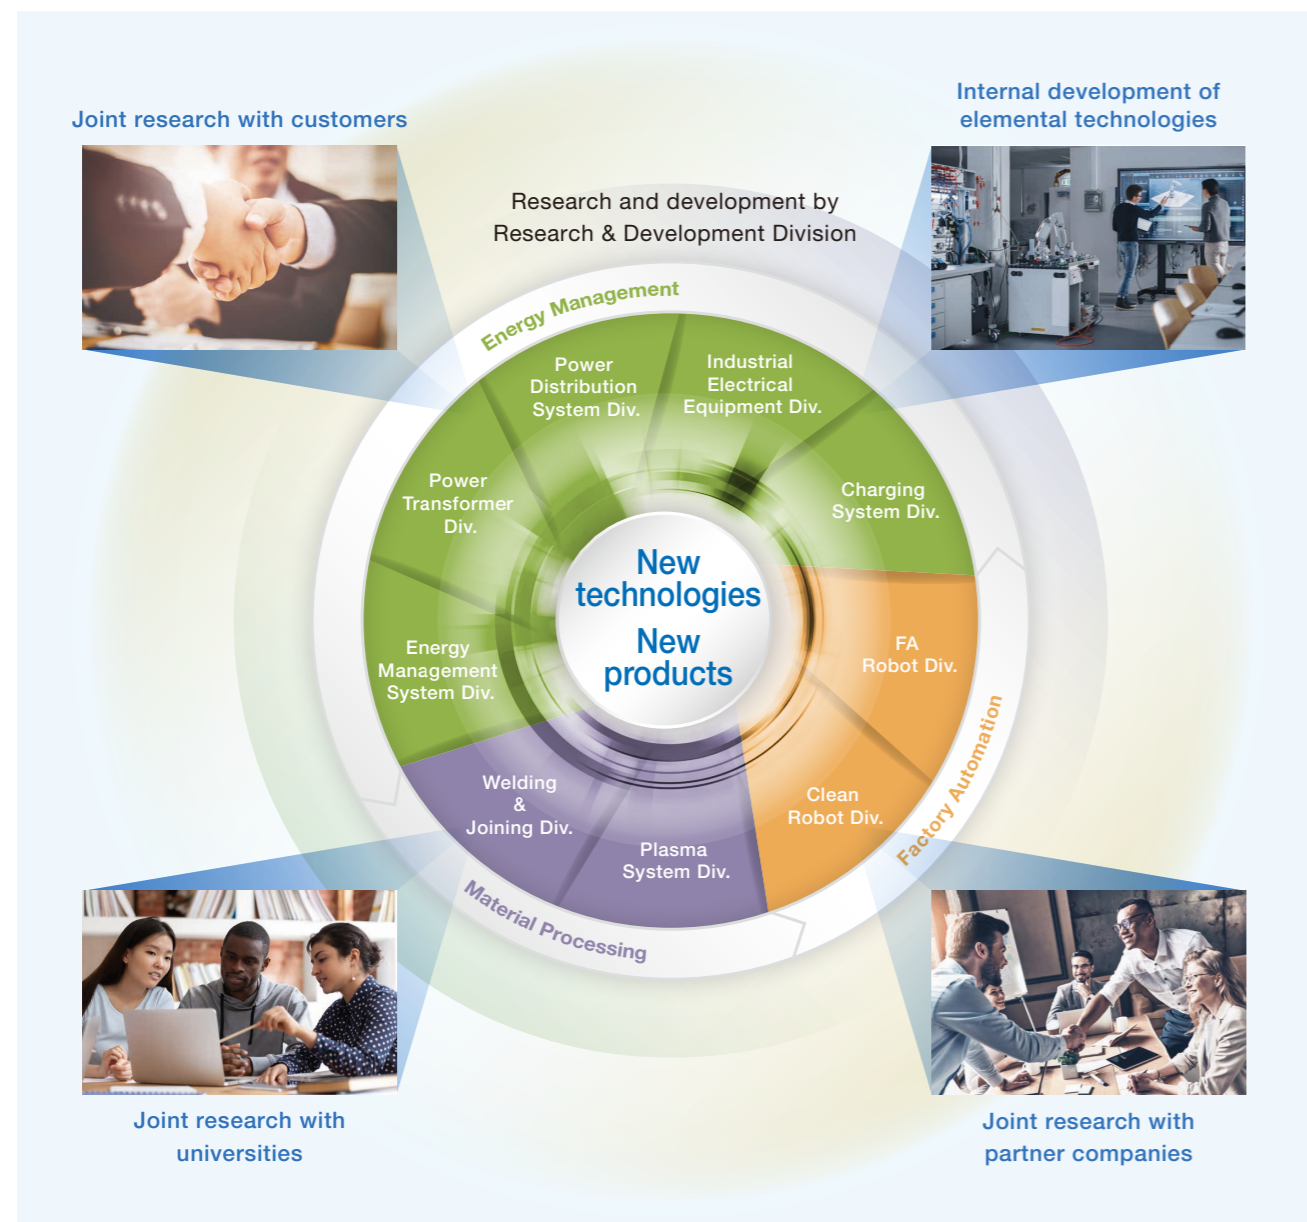 Joint research with customers
Internal development of
elemental technologies
Research and development by
Research & Development Division
Energy Management
Power
Distribution
System Div.
Industrial
Electrical
Equipment Div.
Power
Transformer
Div.
Charging
System Div.
New
technologies
New
products
Energy
Management
System Div.
FA
Robot Div.
Welding
&
Joining Div.
Plasma
System Div.
Clean
Robot Div.
Factory Automation
Material Processing
Joint research with
universities
Joint research with
partner companies